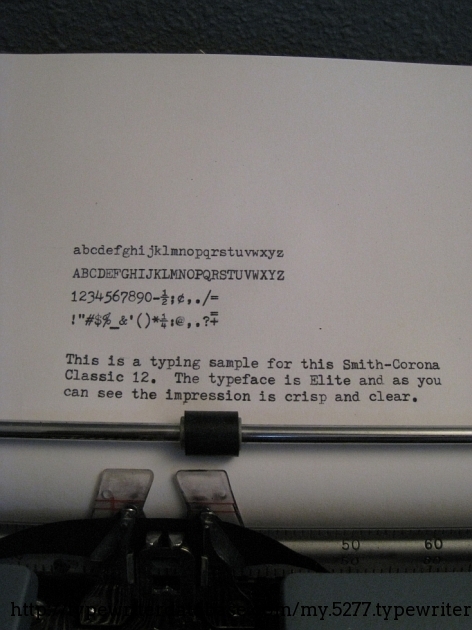 abcdefghijklmnopqrstuvwxyz
ABCDEFGHIJKLMNOPQRSTUVWXYZ
1234567890-½;¢,./=
!"#$%_&'()*¼:@,.?+
This is a typing sample for this Smith-Corona
Classic 12.  The typeface is Elite and as you
can see the impression is crisp and clear.
50 60